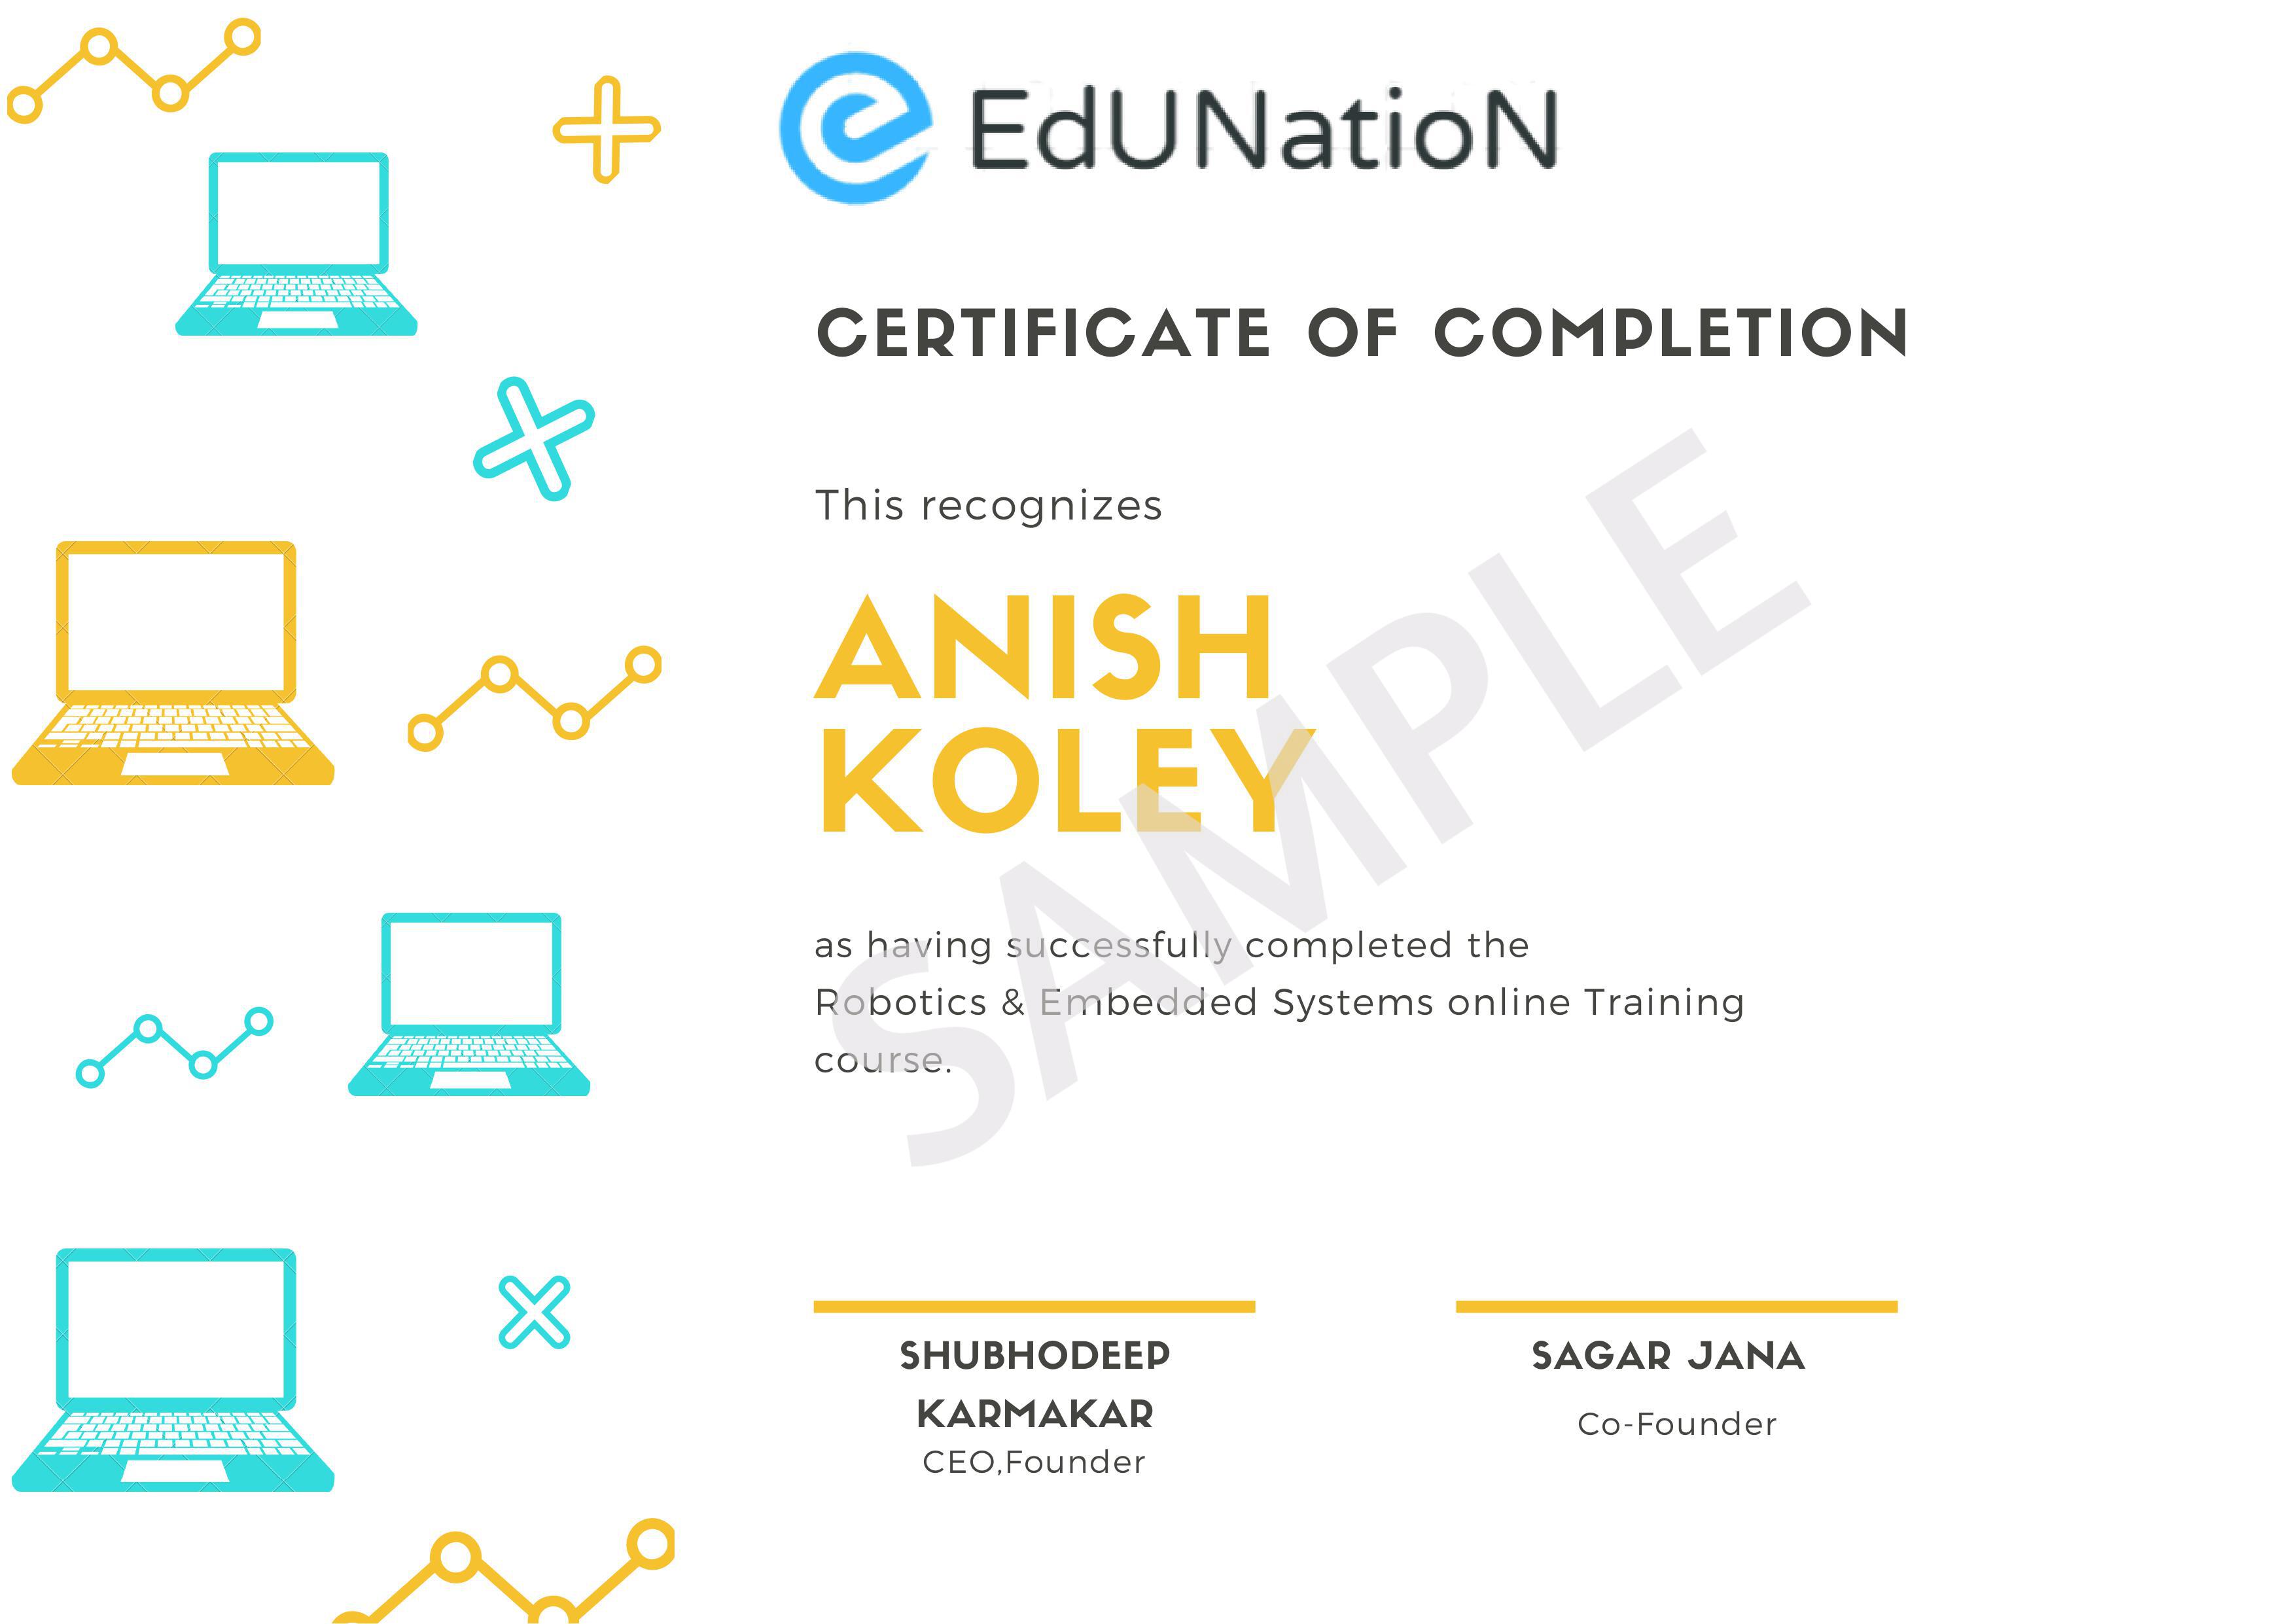 EdUNatioN
CERTIFICATE OF COMPLETION
This recognizes
ANISH
KOLEY
as having successfully completed the
Robotics & Embedded Systems online Training
course.
SAMPLE
SHUBHODEEP
KARMAKAR
CEO,Founder
SAGAR JANA
Co-Founder